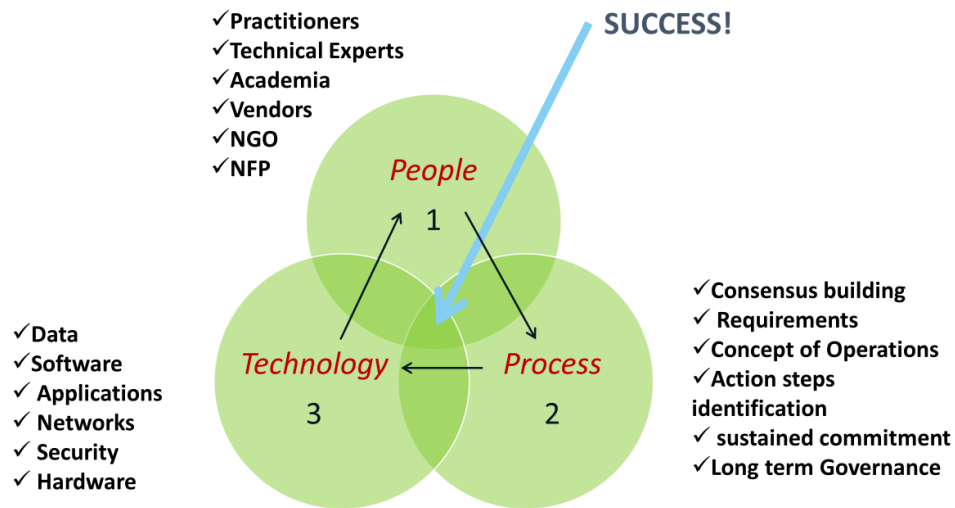 ✓Practitioners
✓Technical Experts
✓Academia
✓Vendors
✓NGO
✓NFP
SUCCESS!
People
1
✓Data
✓Software
✓ Applications
✓ Networks
✓ Security
✓ Hardware
Technology
3
Process
2
✓Consensus building
✓ Requirements
✓Concept of Operations
✓Action steps
identification
✓ sustained commitment
✓Long term Governance